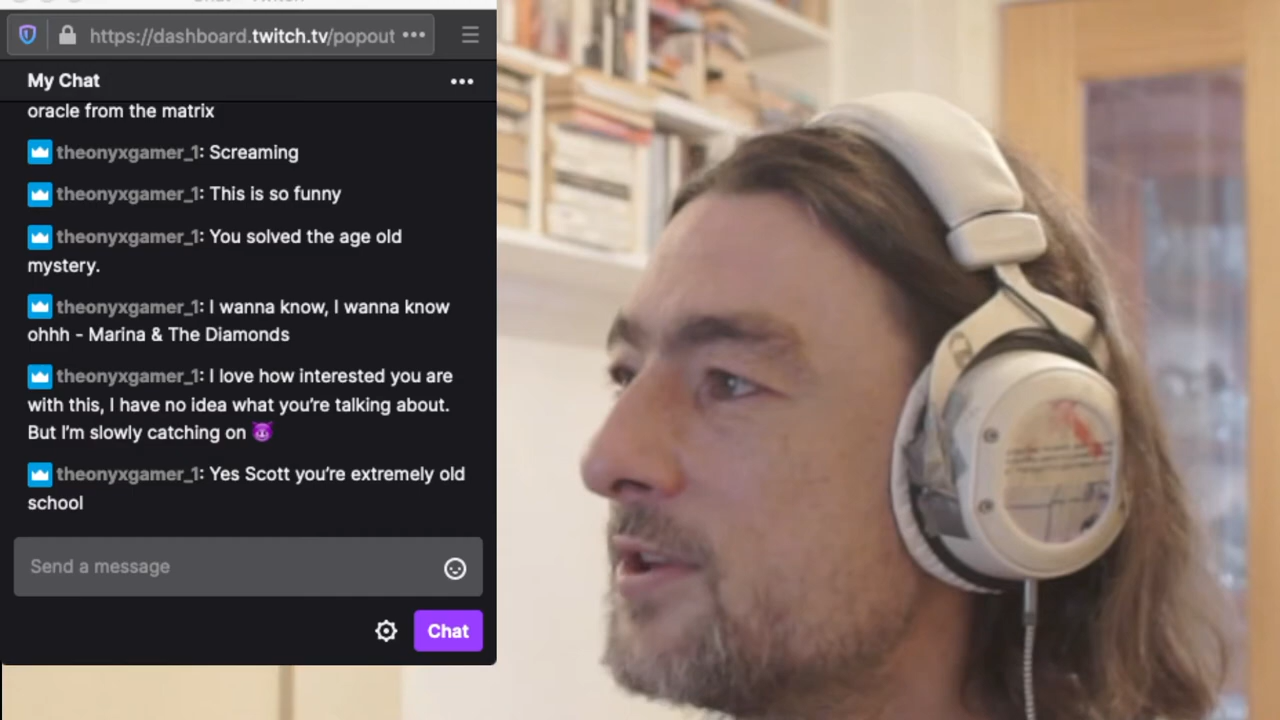 https://dashboard.twitch.tv/popout
My Chat
oracle from the matrix
theonyxgamer_1: Screaming
theonyxgamer_1: This is so funny
theonyxgamer_1: You solved the age old
mystery.
theonyxgamer_1: I wanna know, I wanna know
ohhh - Marina & The Diamonds
theonyxgamer_1: I love how interested you are
with this, I have no idea what you’re talking about.
But I’m slowly catching on 😈
theonyxgamer_1: Yes Scott you’re extremely old
school
Send a message
Chat